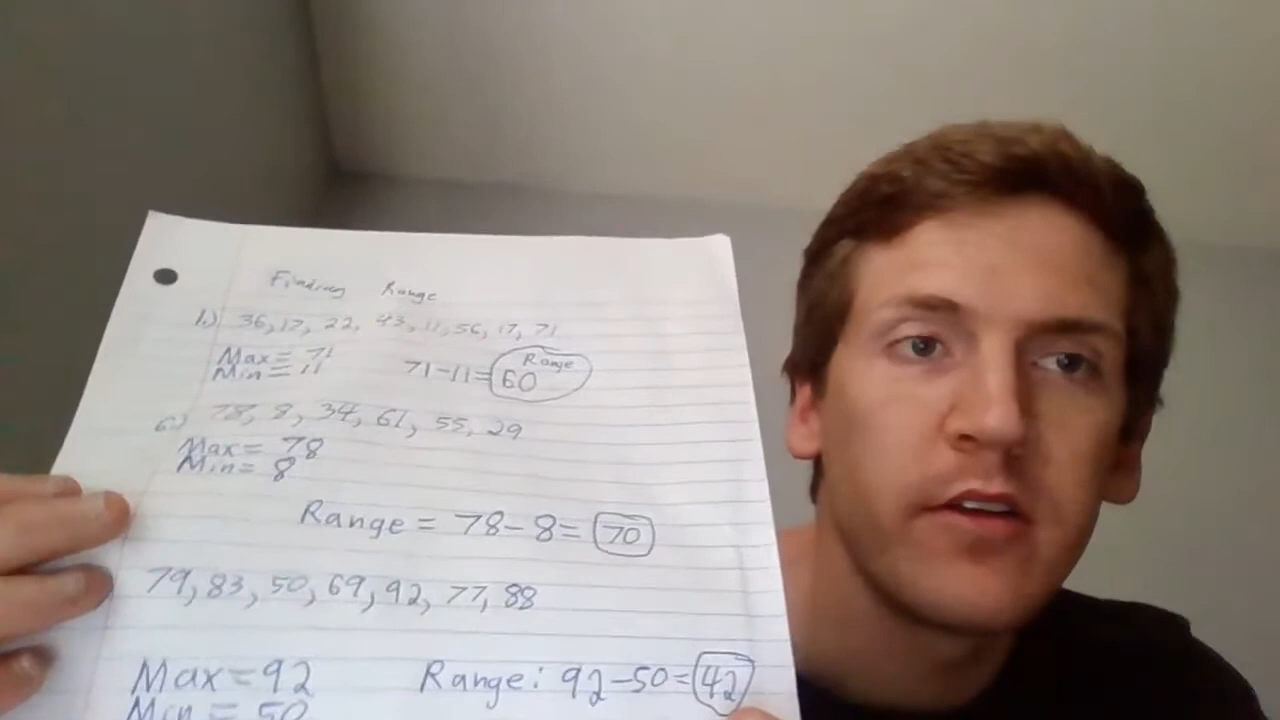 Finding Range
1.) 36, 17, 22, 43, 11, 56, 17, 71
Max = 71
Min = 11
71-11= 60
Range
6.) 78, 8, 34, 61, 55, 29
Max = 78
Min = 8
Range = 78-8= 70
79, 83, 50, 69, 92, 77, 88
Max = 92
Range: 92-50= 42
Min = 50